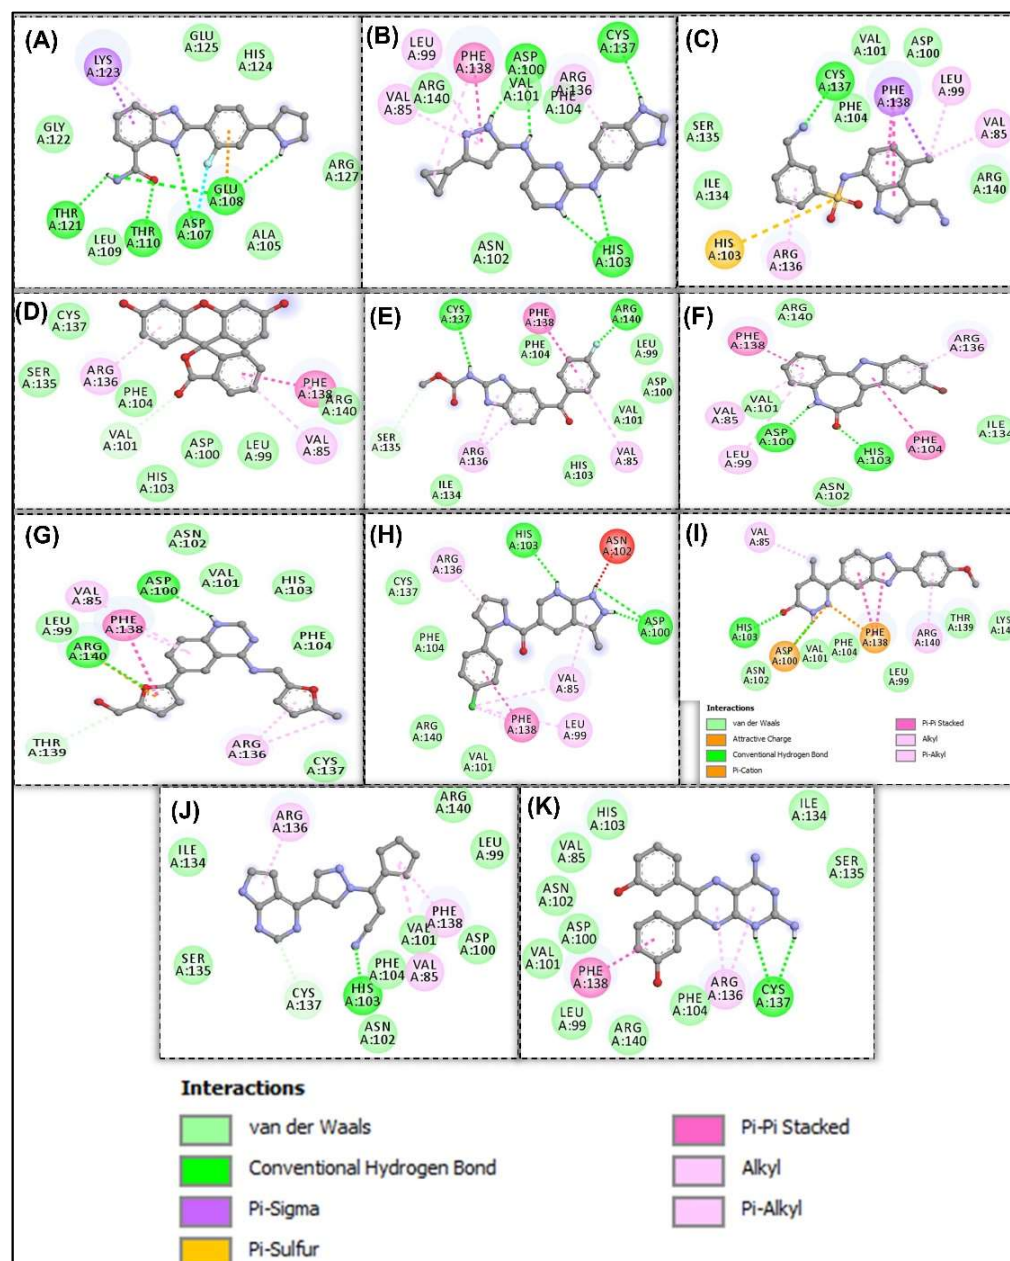 (A)
LYS
A:123
GLU
A:125
HIS
A:124
GLY
A:122
ARG
A:127
GLU
A:108
THR
A:121
LEU
A:109
THR
A:110
ASP
A:107
ALA
A:105
(B)
LEU
A:99
PHE
A:138
ASP
A:100
CYS
A:137
VAL
A:85
ARG
A:140
VAL
A:101
ARG
A:136
PHE
A:104
ASN
A:102
HIS
A:103
(C)
VAL
A:101
ASP
A:100
CYS
A:137
PHE
A:138
LEU
A:99
PHE
A:104
SER
A:135
VAL
A:85
ILE
A:134
ARG
A:140
HIS
A:103
ARG
A:136
(D)
CYS
A:137
SER
A:135
ARG
A:136
PHE
A:104
PHE
A:138
ARG
A:140
VAL
A:101
ASP
A:100
LEU
A:99
VAL
A:85
HIS
A:103
(E)
CYS
A:137
PHE
A:138
ARG
A:140
PHE
A:104
LEU
A:99
ASP
A:100
VAL
A:101
SER
A:135
ARG
A:136
HIS
A:103
VAL
A:85
ILE
A:134
(F)
ARG
A:140
PHE
A:138
ARG
A:136
VAL
A:85
VAL
A:101
ASP
A:100
LEU
A:99
HIS
A:103
PHE
A:104
ILE
A:134
ASN
A:102
(G)
ASN
A:102
ASP
A:100
VAL
A:101
HIS
A:103
VAL
A:85
LEU
A:99
PHE
A:138
ARG
A:140
PHE
A:104
THR
A:139
ARG
A:136
CYS
A:137
(H)
HIS
A:103
ASN
A:102
ARG
A:136
CYS
A:137
PHE
A:104
ASP
A:100
VAL
A:85
ARG
A:140
PHE
A:138
LEU
A:99
VAL
A:101
(I)
VAL
A:85
HIS
A:103
ASP
A:100
VAL
A:101
PHE
A:104
PHE
A:138
ARG
A:140
THR
A:139
ASN
A:102
LEU
A:99
Interactions
van der Waals
Attractive Charge
Conventional Hydrogen Bond
Pi-Cation
Pi-Pi Stacked
Alkyl
Pi-Alkyl
(J)
ARG
A:136
ARG
A:140
ILE
A:134
LEU
A:99
PHE
A:138
VAL
A:101
ASP
A:100
SER
A:135
PHE
A:104
VAL
A:85
CYS
A:137
HIS
A:103
ASN
A:102
(K)
HIS
A:103
ILE
A:134
VAL
A:85
SER
A:135
ASN
A:102
ASP
A:100
VAL
A:101
PHE
A:138
LEU
A:99
ARG
A:140
PHE
A:104
ARG
A:136
CYS
A:137
Interactions
van der Waals
Conventional Hydrogen Bond
Pi-Sigma
Pi-Sulfur
Pi-Pi Stacked
Alkyl
Pi-Alkyl